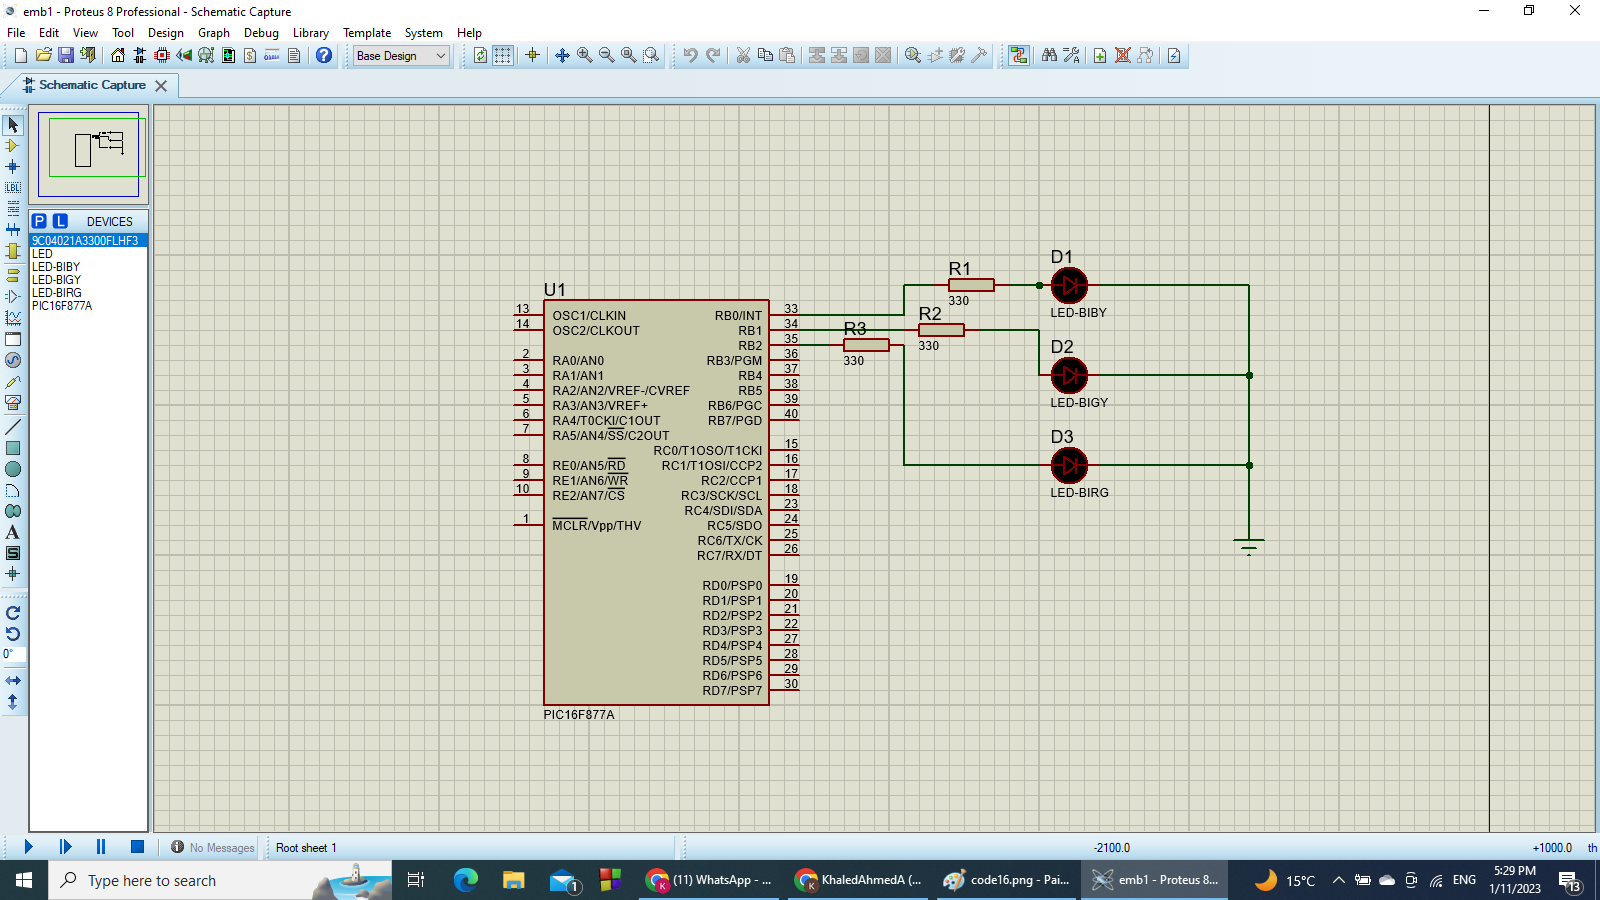 emb1 - Proteus 8 Professional - Schematic Capture
File Edit View Tool Design Graph Debug Library Template System Help
Base Design
Schematic Capture
P L DEVICES
9C04021A3300FLHF3
LED
LED-BIBY
LED-BIGY
LED-BIRG
PIC16F877A
LBL
A
S
0°
U1
13 OSC1/CLKIN
14 OSC2/CLKOUT
2 RA0/AN0
3 RA1/AN1
4 RA2/AN2/VREF-/CVREF
5 RA3/AN3/VREF+
6 RA4/T0CKI/C1OUT
7 RA5/AN4/SS/C2OUT
8 RE0/AN5/RD
9 RE1/AN6/WR
10 RE2/AN7/CS
1 MCLR/Vpp/THV
RB0/INT 33
RB1 34
RB2 35
RB3/PGM 36
RB4 37
RB5 38
RB6/PGC 39
RB7/PGD 40
RC0/T1OSO/T1CKI 15
RC1/T1OSI/CCP2 16
RC2/CCP1 17
RC3/SCK/SCL 18
RC4/SDI/SDA 23
RC5/SDO 24
RC6/TX/CK 25
RC7/RX/DT 26
RD0/PSP0 19
RD1/PSP1 20
RD2/PSP2 21
RD3/PSP3 22
RD4/PSP4 27
RD5/PSP5 28
RD6/PSP6 29
RD7/PSP7 30
PIC16F877A
R1
330
R2
330
R3
330
D1
LED-BIBY
D2
LED-BIGY
D3
LED-BIRG
No Messages Root sheet 1 -2100.0 +1000.0 th
Type here to search
1
(11) WhatsApp - ...
KhaledAhmedA (...
code16.png - Pai...
emb1 - Proteus 8...
15°C
ENG
5:29 PM
1/11/2023
13